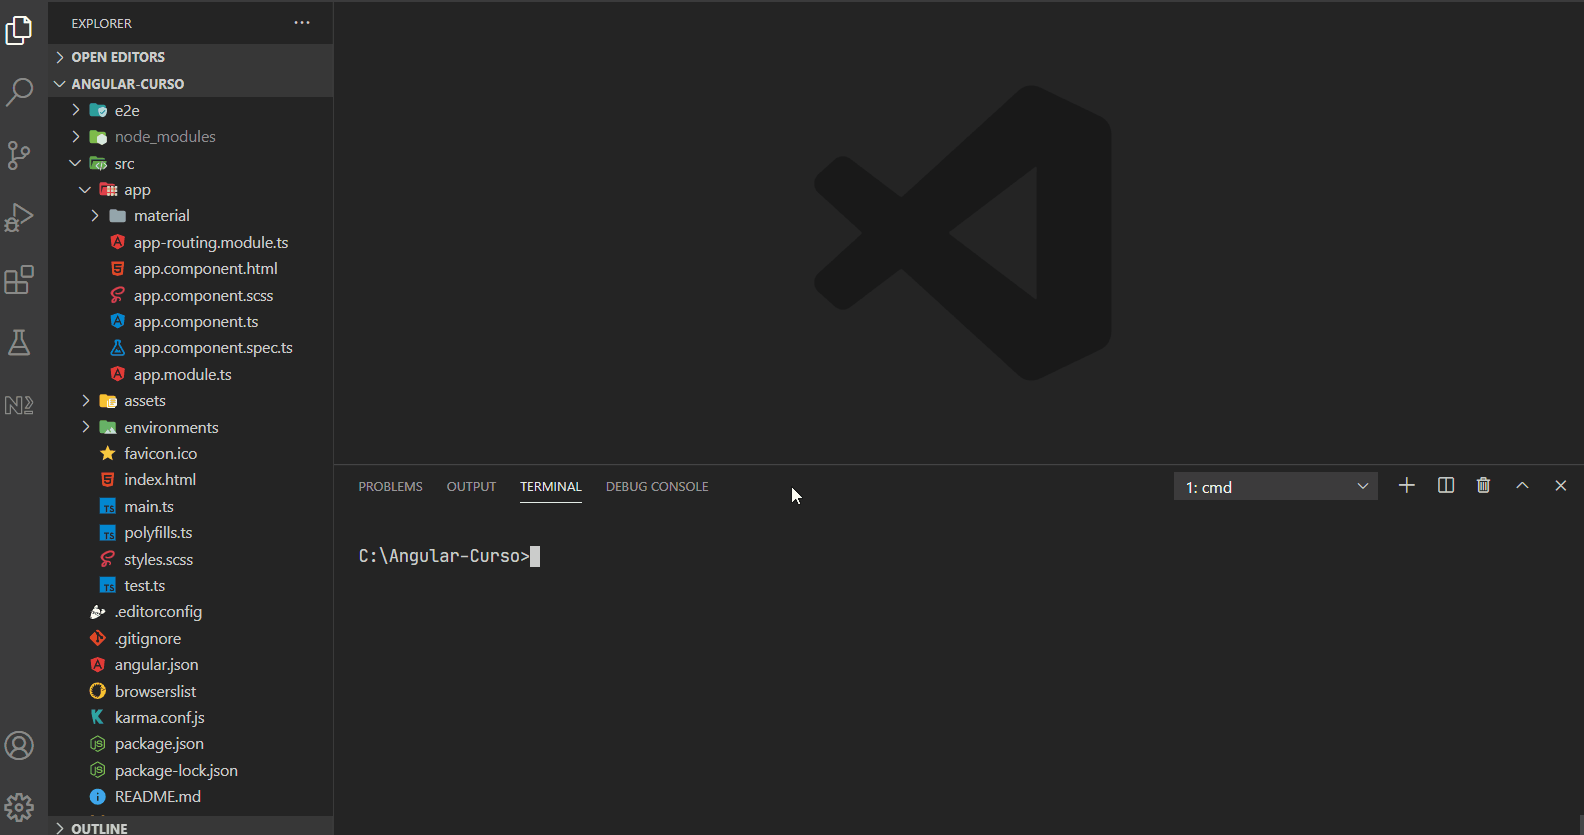 EXPLORER
OPEN EDITORS
ANGULAR-CURSO
e2e
node_modules
src
app
material
app-routing.module.ts
app.component.html
app.component.scss
app.component.ts
app.component.spec.ts
app.module.ts
assets
environments
favicon.ico
index.html
main.ts
polyfills.ts
styles.scss
test.ts
.editorconfig
.gitignore
angular.json
browserslist
karma.conf.js
package.json
package-lock.json
README.md
OUTLINE
PROBLEMS OUTPUT TERMINAL DEBUG CONSOLE 1: cmd
C:\Angular-Curso>